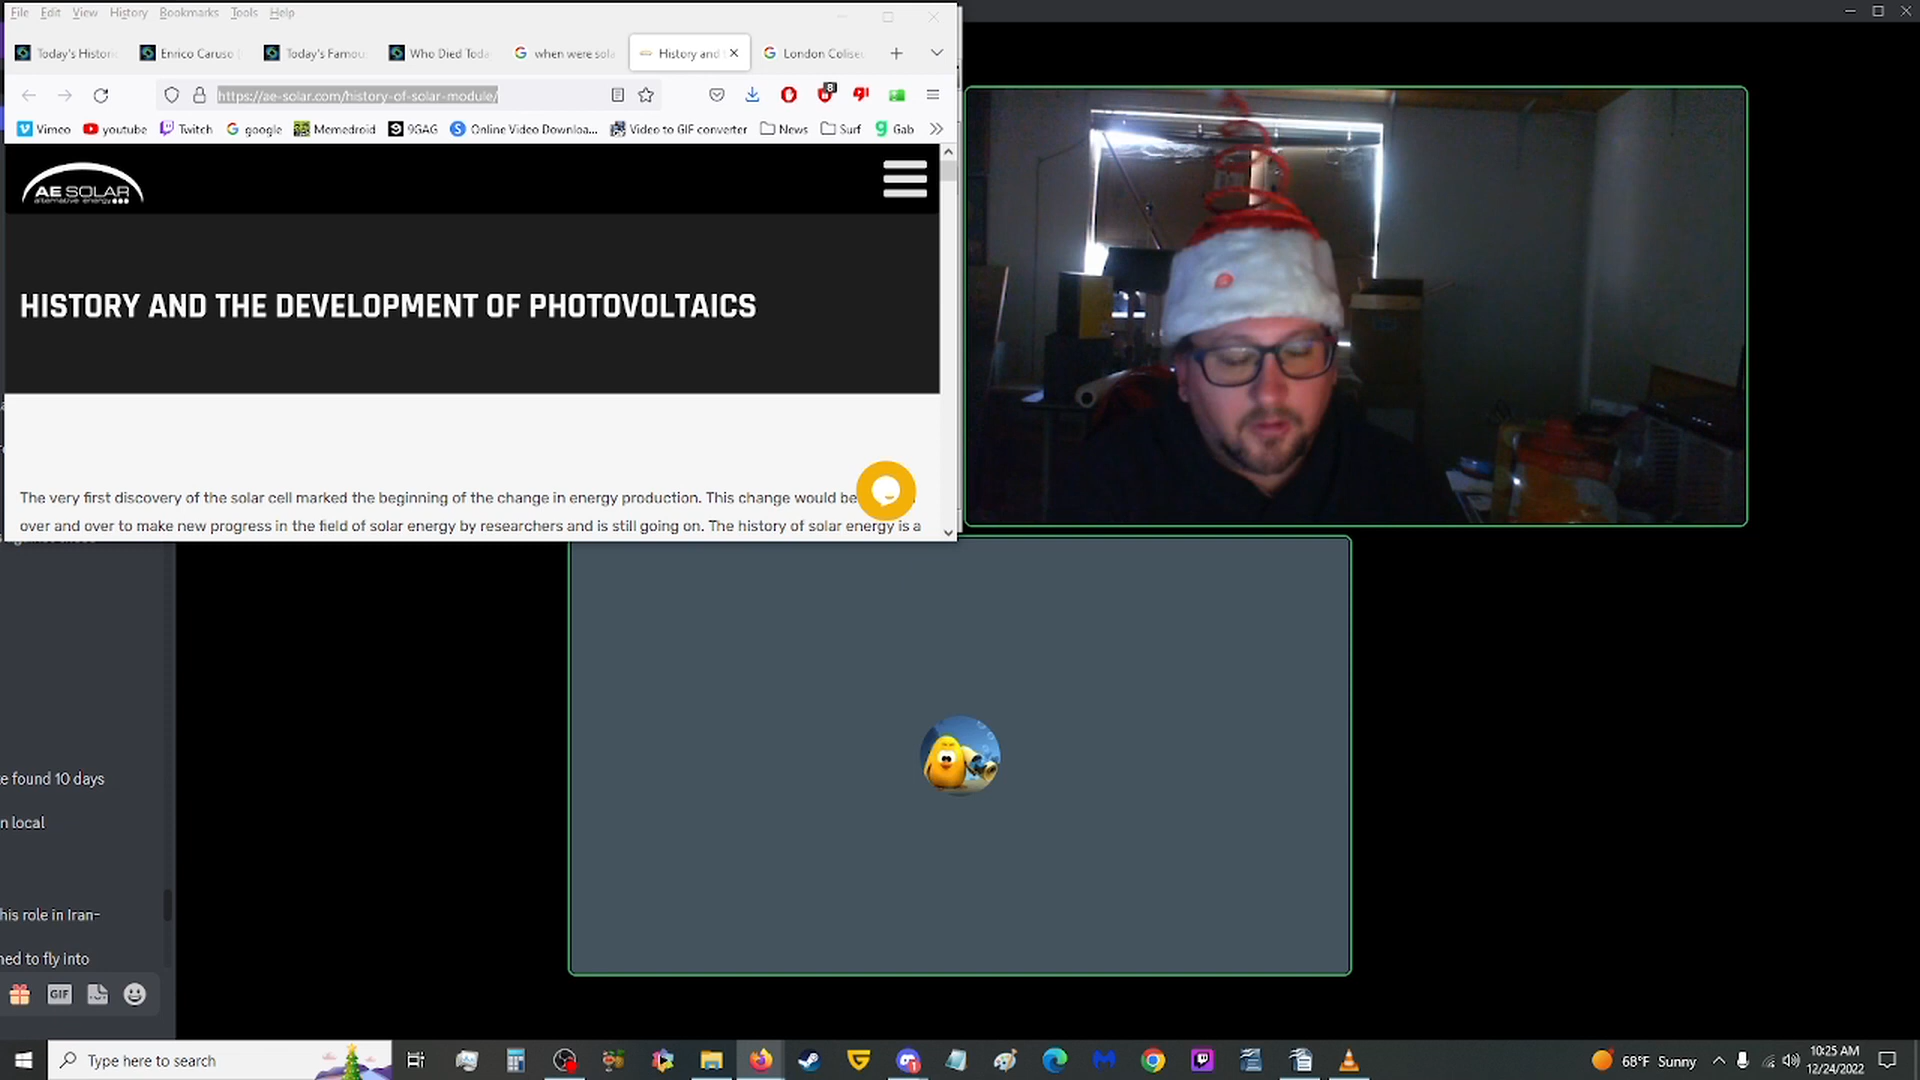 File Edit View History Bookmarks Tools Help
Today's Histori
Enrico Caruso (
Today's Famou
Who Died Toda
when were sola
History and
London Coliseu
https://ae-solar.com/history-of-solar-module/
8
Vimeo youtube Twitch google Memedroid 9GAG Online Video Downloa... Video to GIF converter News Surf Gab
AE SOLAR
alternative energy
HISTORY AND THE DEVELOPMENT OF PHOTOVOLTAICS
The very first discovery of the solar cell marked the beginning of the change in energy production. This change would be
over and over to make new progress in the field of solar energy by researchers and is still going on. The history of solar energy is a
e found 10 days
n local
his role in Iran-
ned to fly into
GIF
Type here to search
68°F Sunny
10:25 AM
12/24/2022